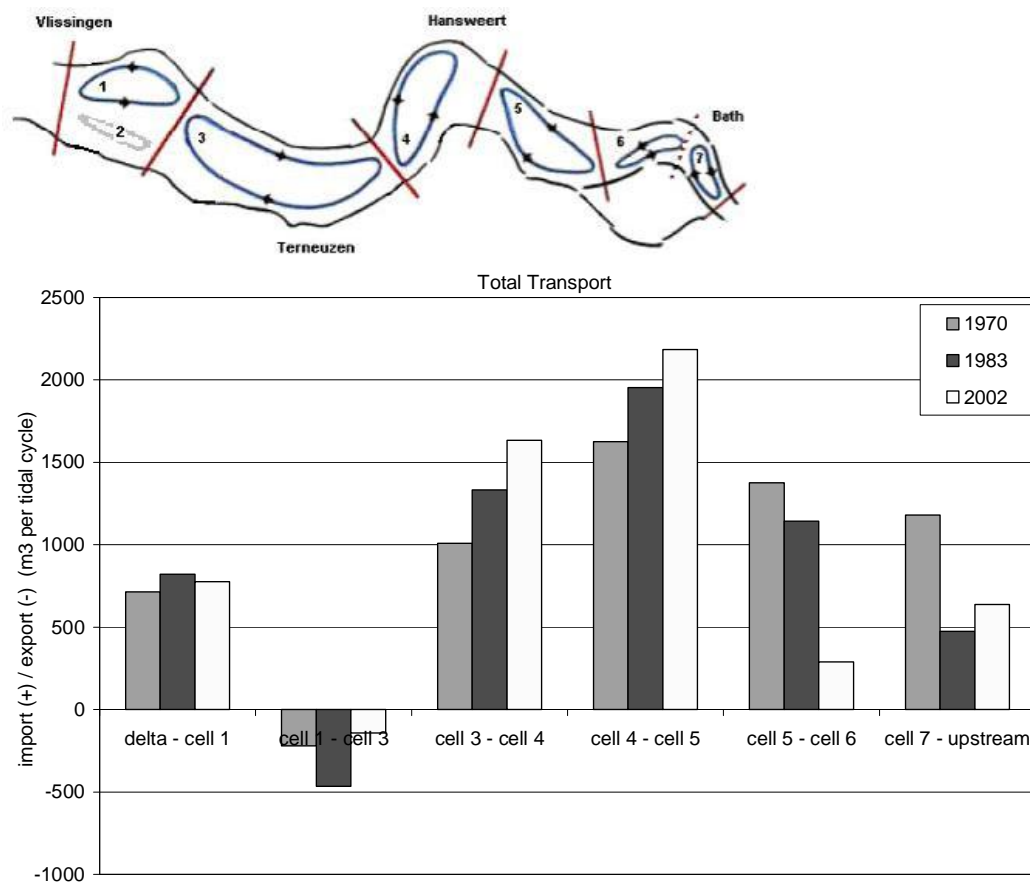 Vlissingen
Hansweert
1
2
3
4
5
6
7
Bath
Terneuzen
Total Transport
import (+) / export (-)  (m3 per tidal cycle)
2500
2000
1500
1000
500
0
-500
-1000
1970
1983
2002
delta - cell 1
cell 1 - cell 3
cell 3 - cell 4
cell 4 - cell 5
cell 5 - cell 6
cell 7 - upstream